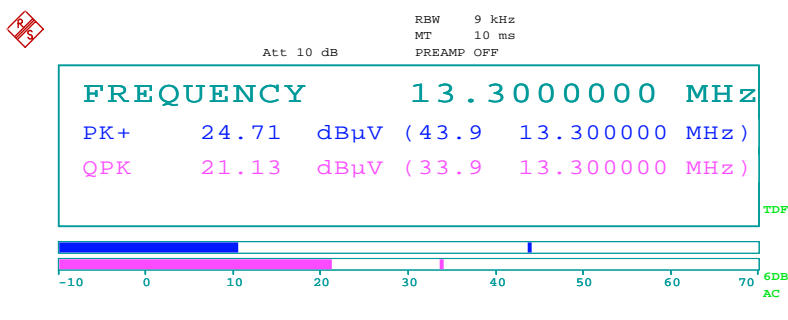 R&S
RBW 9 kHz
MT 10 ms
Att 10 dB PREAMP OFF
FREQUENCY 13.3000000 MHz
PK+ 24.71 dBµV (43.9 13.300000 MHz)
QPK 21.13 dBµV (33.9 13.300000 MHz)
TDF
-10 0 10 20 30 40 50 60 70
6DB
AC